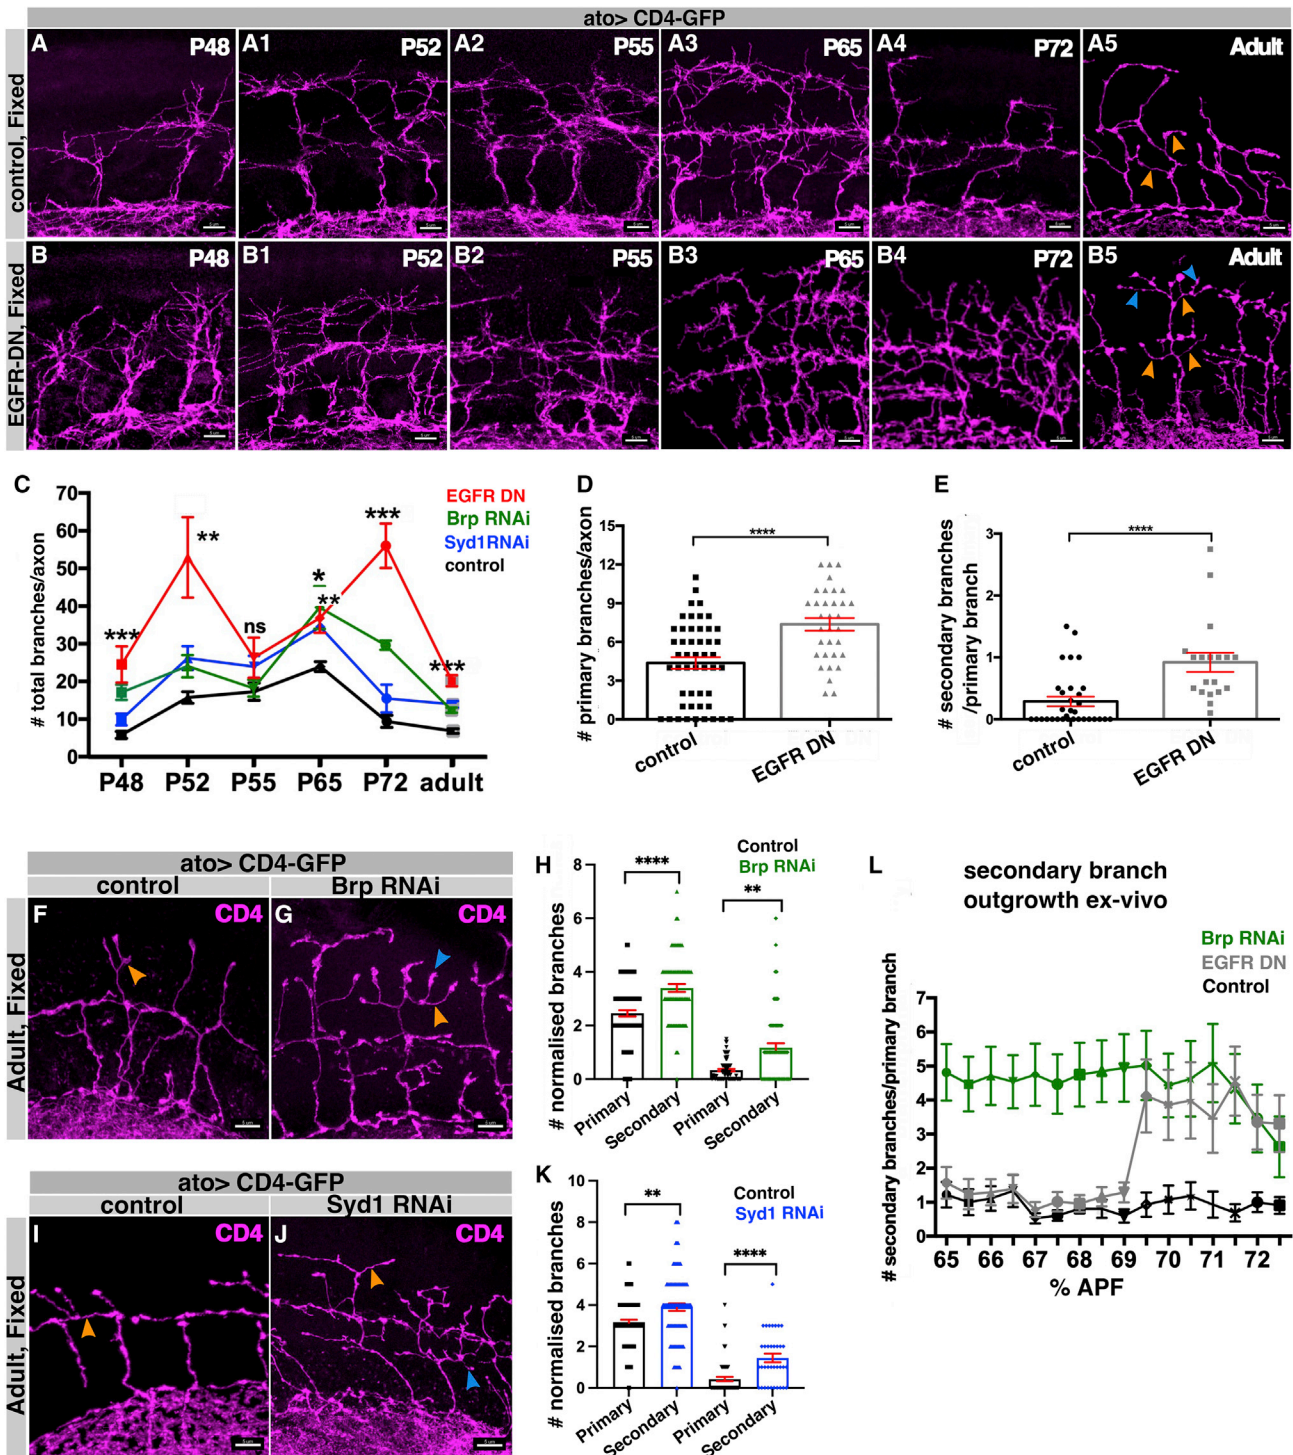 ato> CD4-GFP
control, Fixed
A P48
A1 P52
A2 P55
A3 P65
A4 P72
A5 Adult
EGFR-DN, Fixed
B P48
B1 P52
B2 P55
B3 P65
B4 P72
B5 Adult
C
# total branches/axon
70
60
50
40
30
20
10
0
P48 P52 P55 P65 P72 adult
EGFR DN
Brp RNAi
Syd1RNAi
control
***
**
ns
*
**
***
***
D
# primary branches/axon
15
12
9
6
3
0
****
control
EGFR DN
E
# secondary branches
/primary branch
3
2
1
0
****
control
EGFR DN
ato> CD4-GFP
control Brp RNAi
Adult, Fixed
F CD4
G CD4
H
Control
Brp RNAi
# normalised branches
8
6
4
2
0
****
**
Primary
Secondary
Primary
Secondary
ato> CD4-GFP
control Syd1 RNAi
Adult, Fixed
I CD4
J CD4
K
Control
Syd1 RNAi
# normalised branches
10
8
6
4
2
0
**
****
Primary
Secondary
Primary
Secondary
L
secondary branch
outgrowth ex-vivo
Brp RNAi
EGFR DN
Control
# secondary branches/primary branch
7
6
5
4
3
2
1
0
65 66 67 68 69 70 71 72
% APF